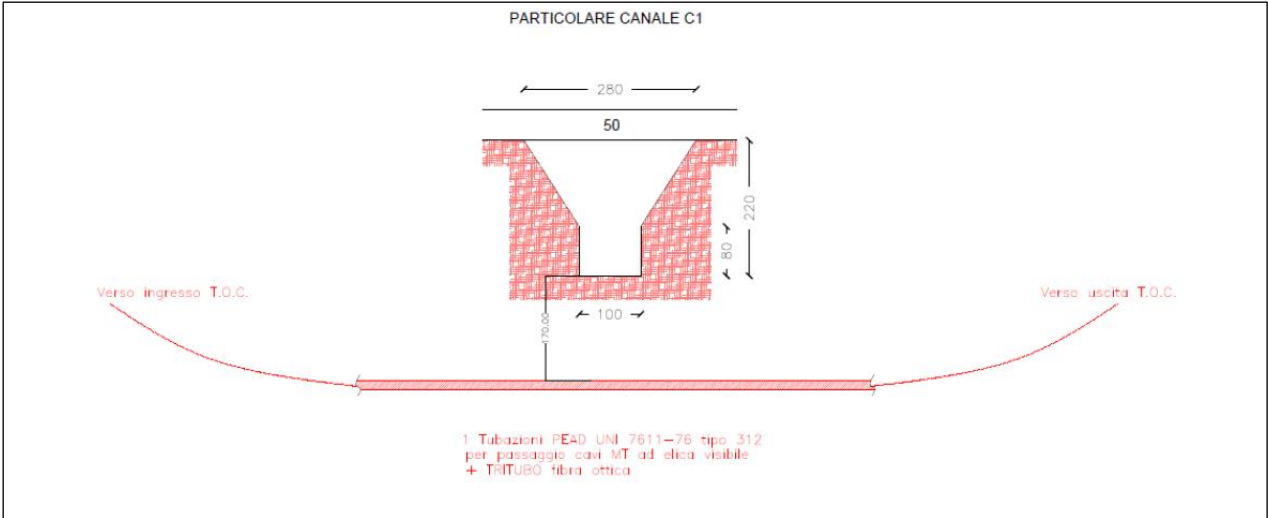 PARTICOLARE CANALE C1
280
50
220
80
Verso ingresso T.O.C.
Verso uscita T.O.C.
100
170.00
1 Tubazioni PEAD UNI 7611-76 tipo 312
per passaggio cavi MT ad elica visibile
+ TRITUBO fibra ottica